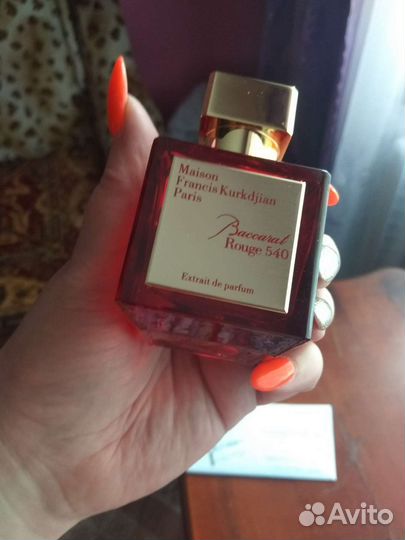 Maison
Francis Kurkdjian
Paris
Baccarat
Rouge 540
Extrait de parfum
Avito